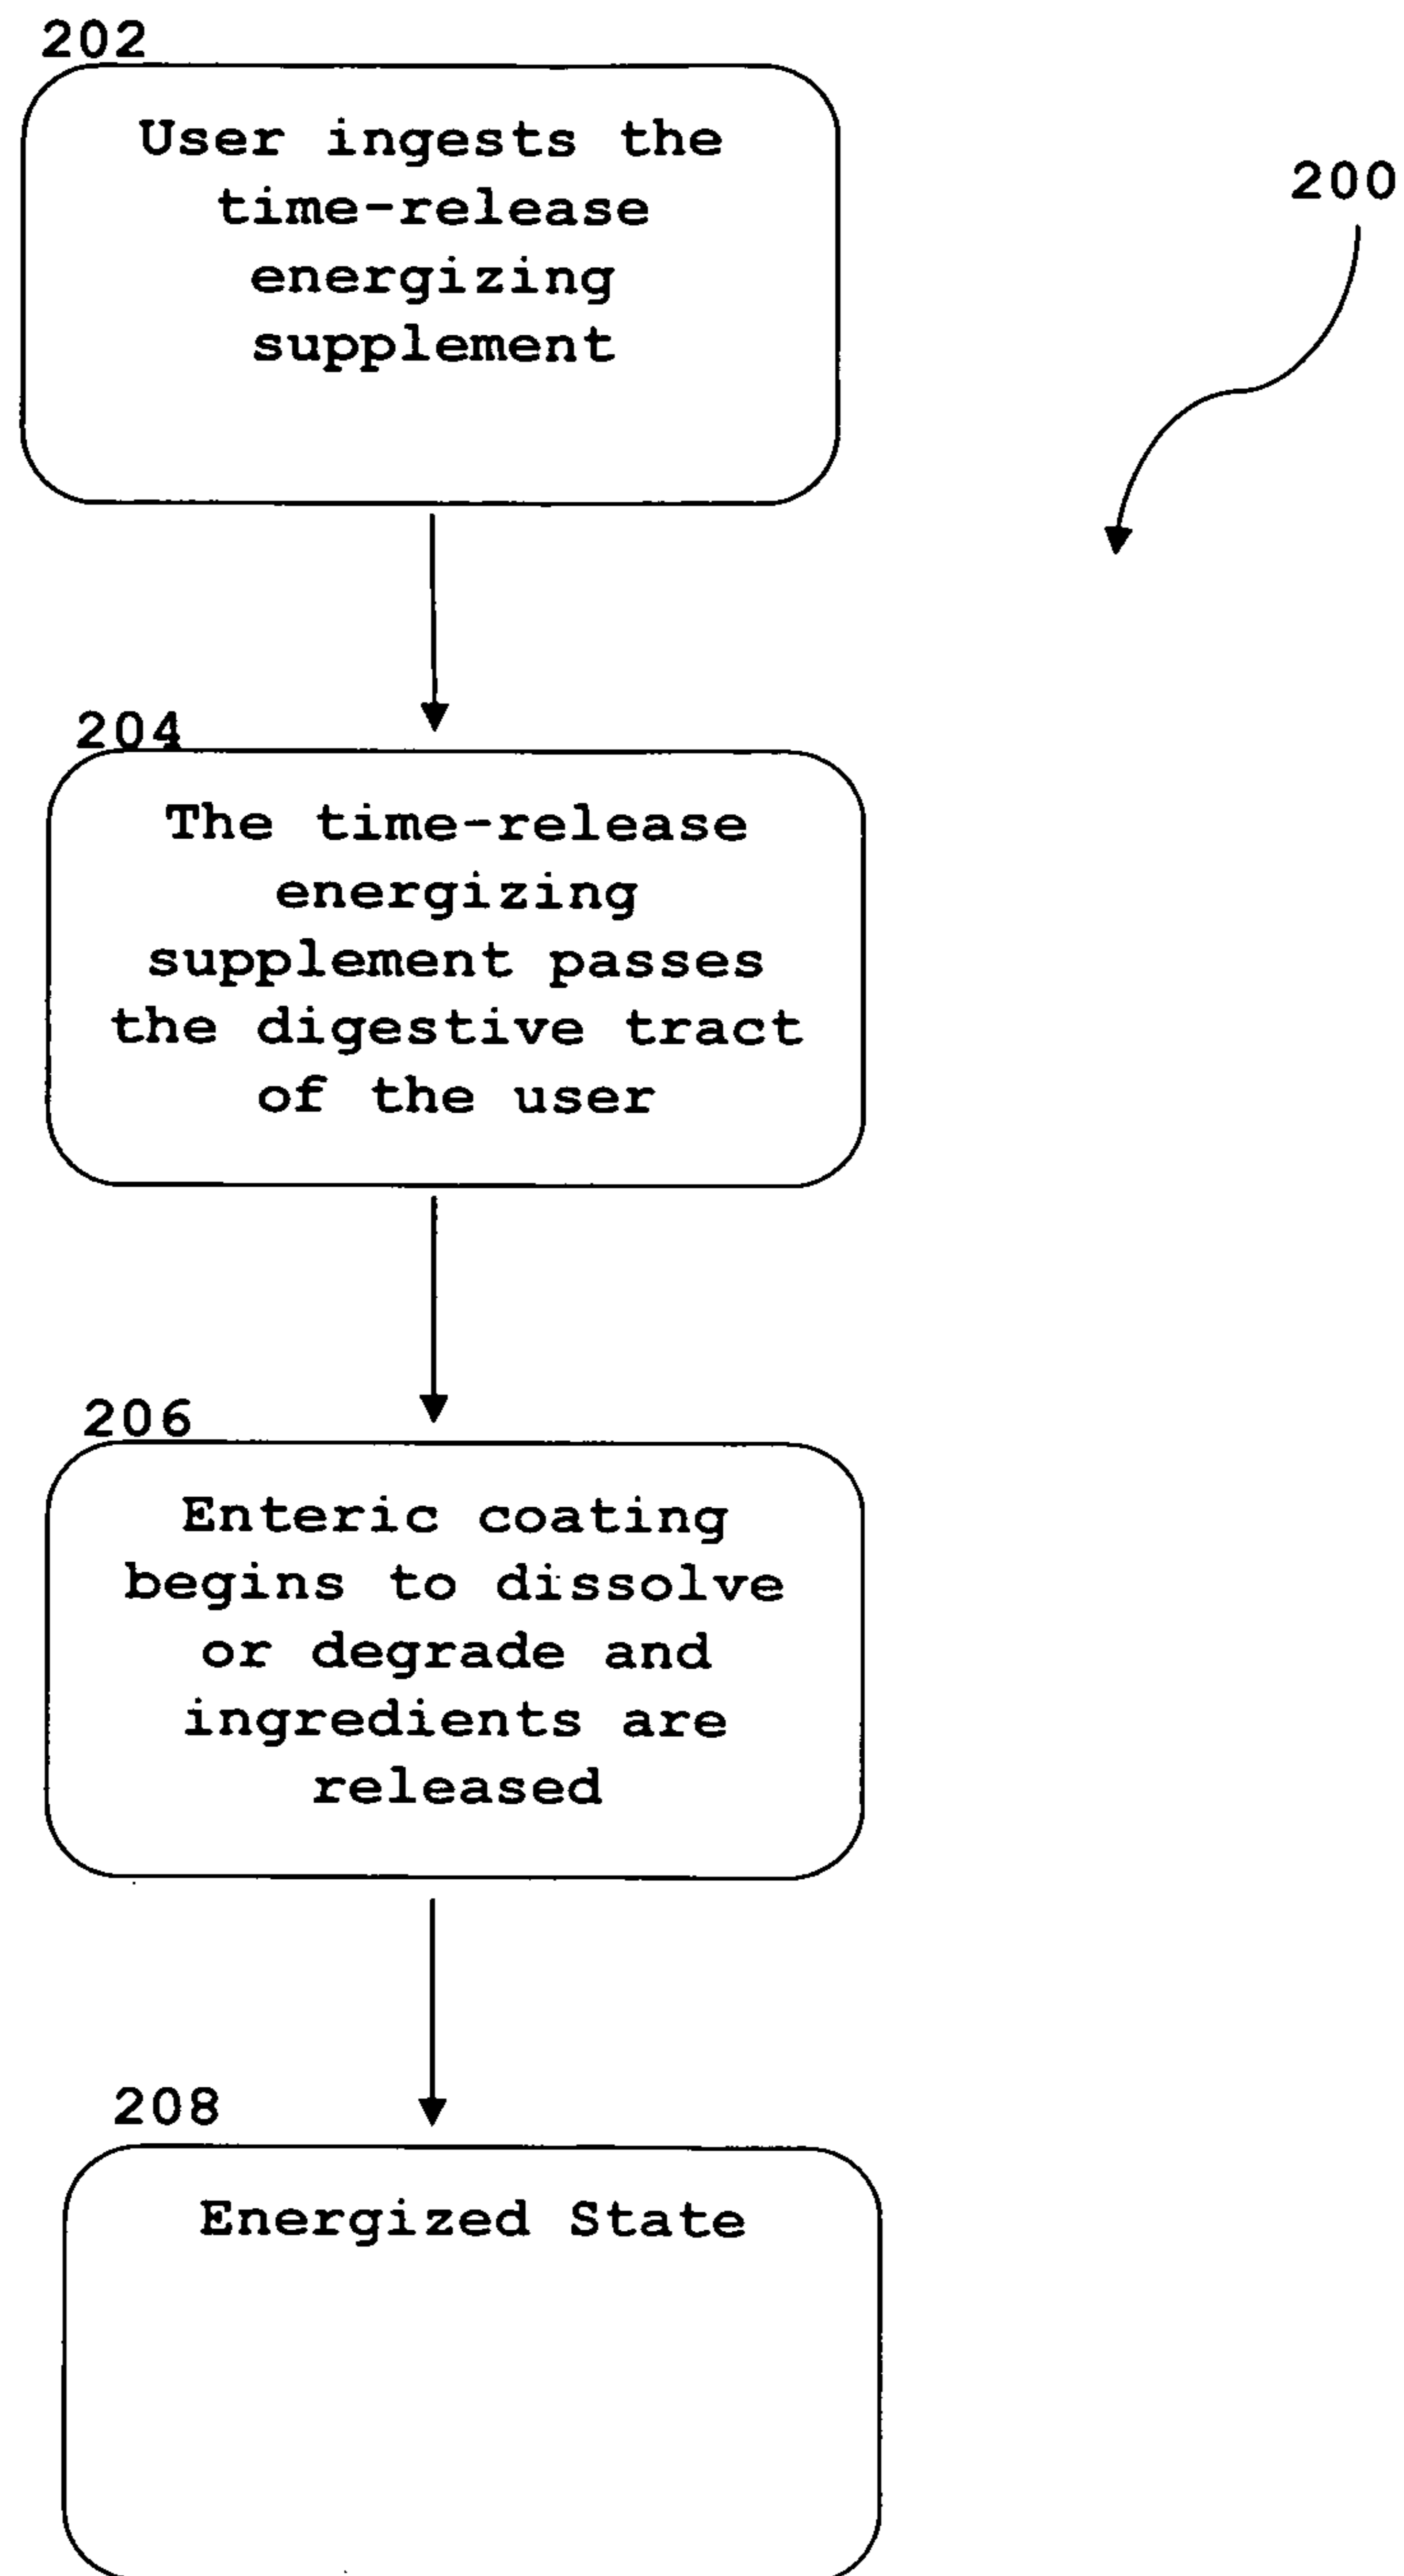 202
User ingests the
time-release
energizing
supplement
200
204
The time-release
energizing
supplement passes
the digestive tract
of the user
206
Enteric coating
begins to dissolve
or degrade and
ingredients are
released
208
Energized State